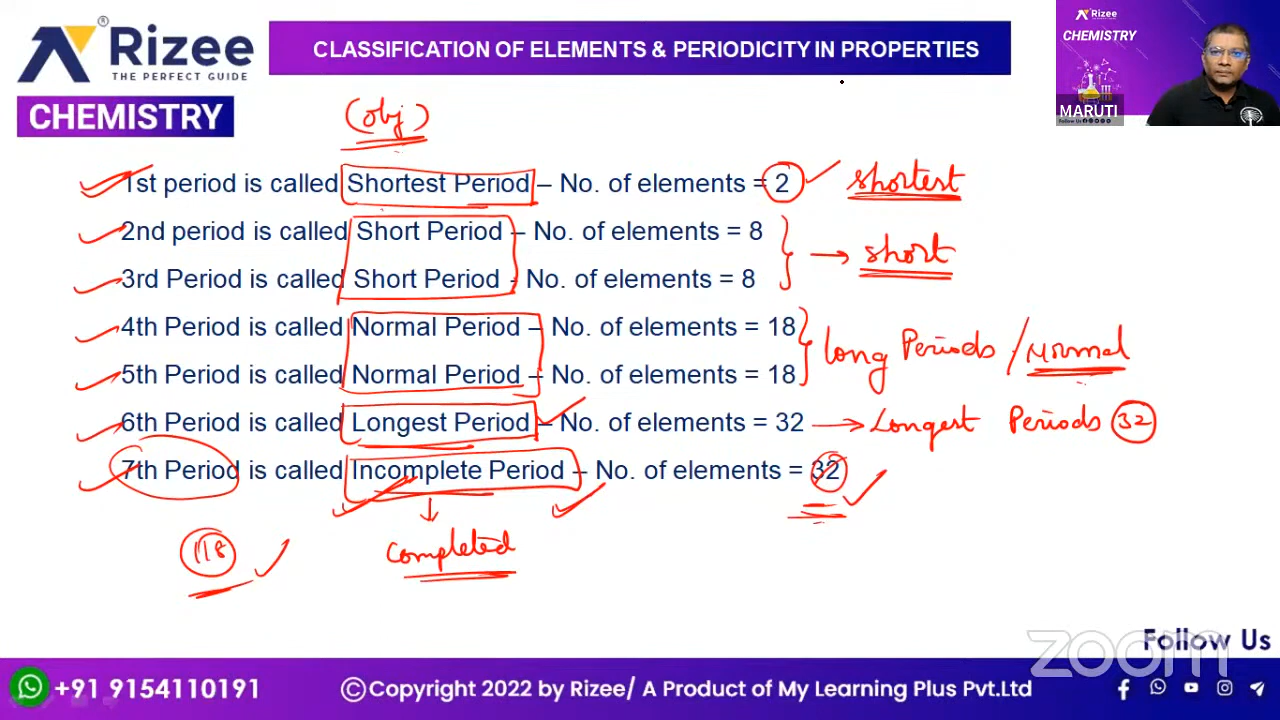 Rizee®
THE PERFECT GUIDE
CHEMISTRY
CLASSIFICATION OF ELEMENTS & PERIODICITY IN PROPERTIES
Rizee
CHEMISTRY
MARUTI
(obj)
1st period is called Shortest Period – No. of elements = 2 shortest
2nd period is called Short Period – No. of elements = 8
→ short
3rd Period is called Short Period - No. of elements = 8
4th Period is called Normal Period – No. of elements = 18
Long Periods / Normal
5th Period is called Normal Period – No. of elements = 18
6th Period is called Longest Period – No. of elements = 32 → Longest Periods 32
7th Period is called Incomplete Period – No. of elements = 32
118 completed
Follow Us
zoom
+91 9154110191
©Copyright 2022 by Rizee/ A Product of My Learning Plus Pvt.Ltd